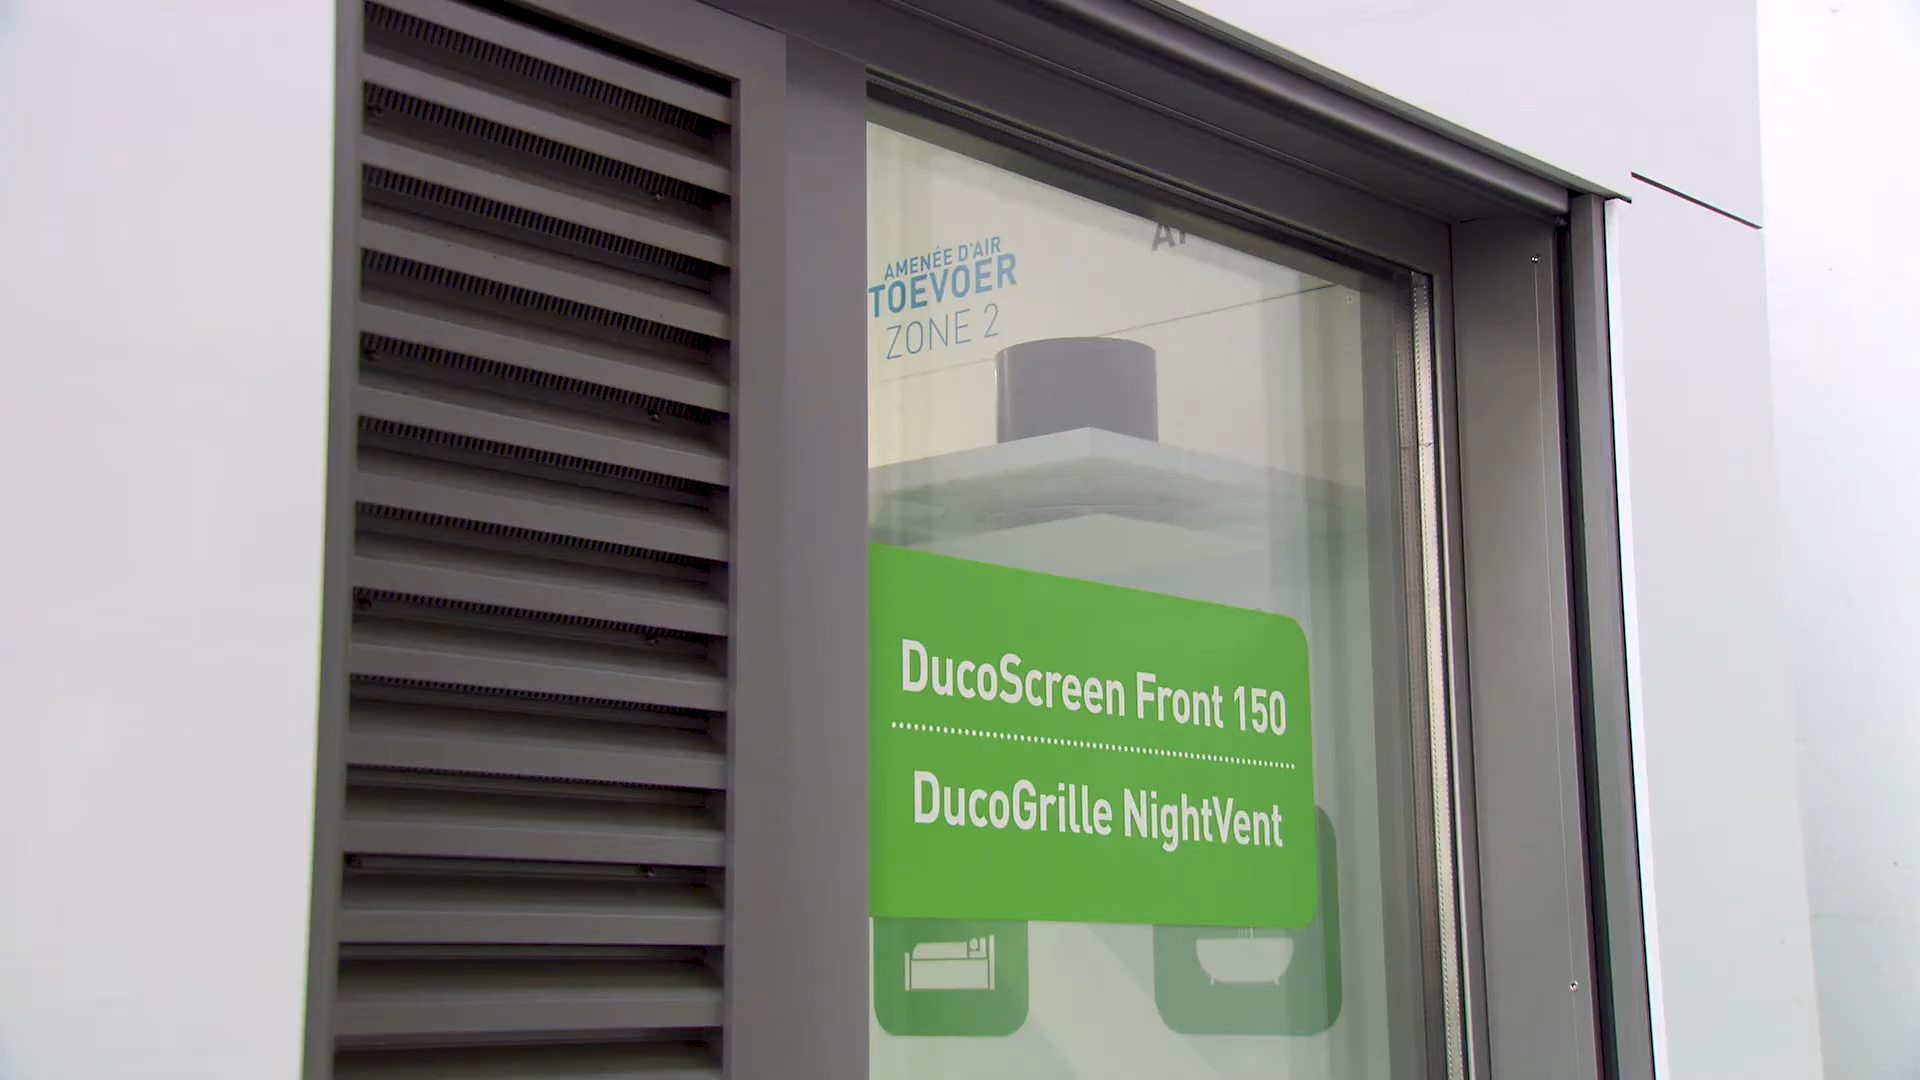 AMENÉE D'AIR
TOEVOER
ZONE 2
DucoScreen Front 150
DucoGrille NightVent